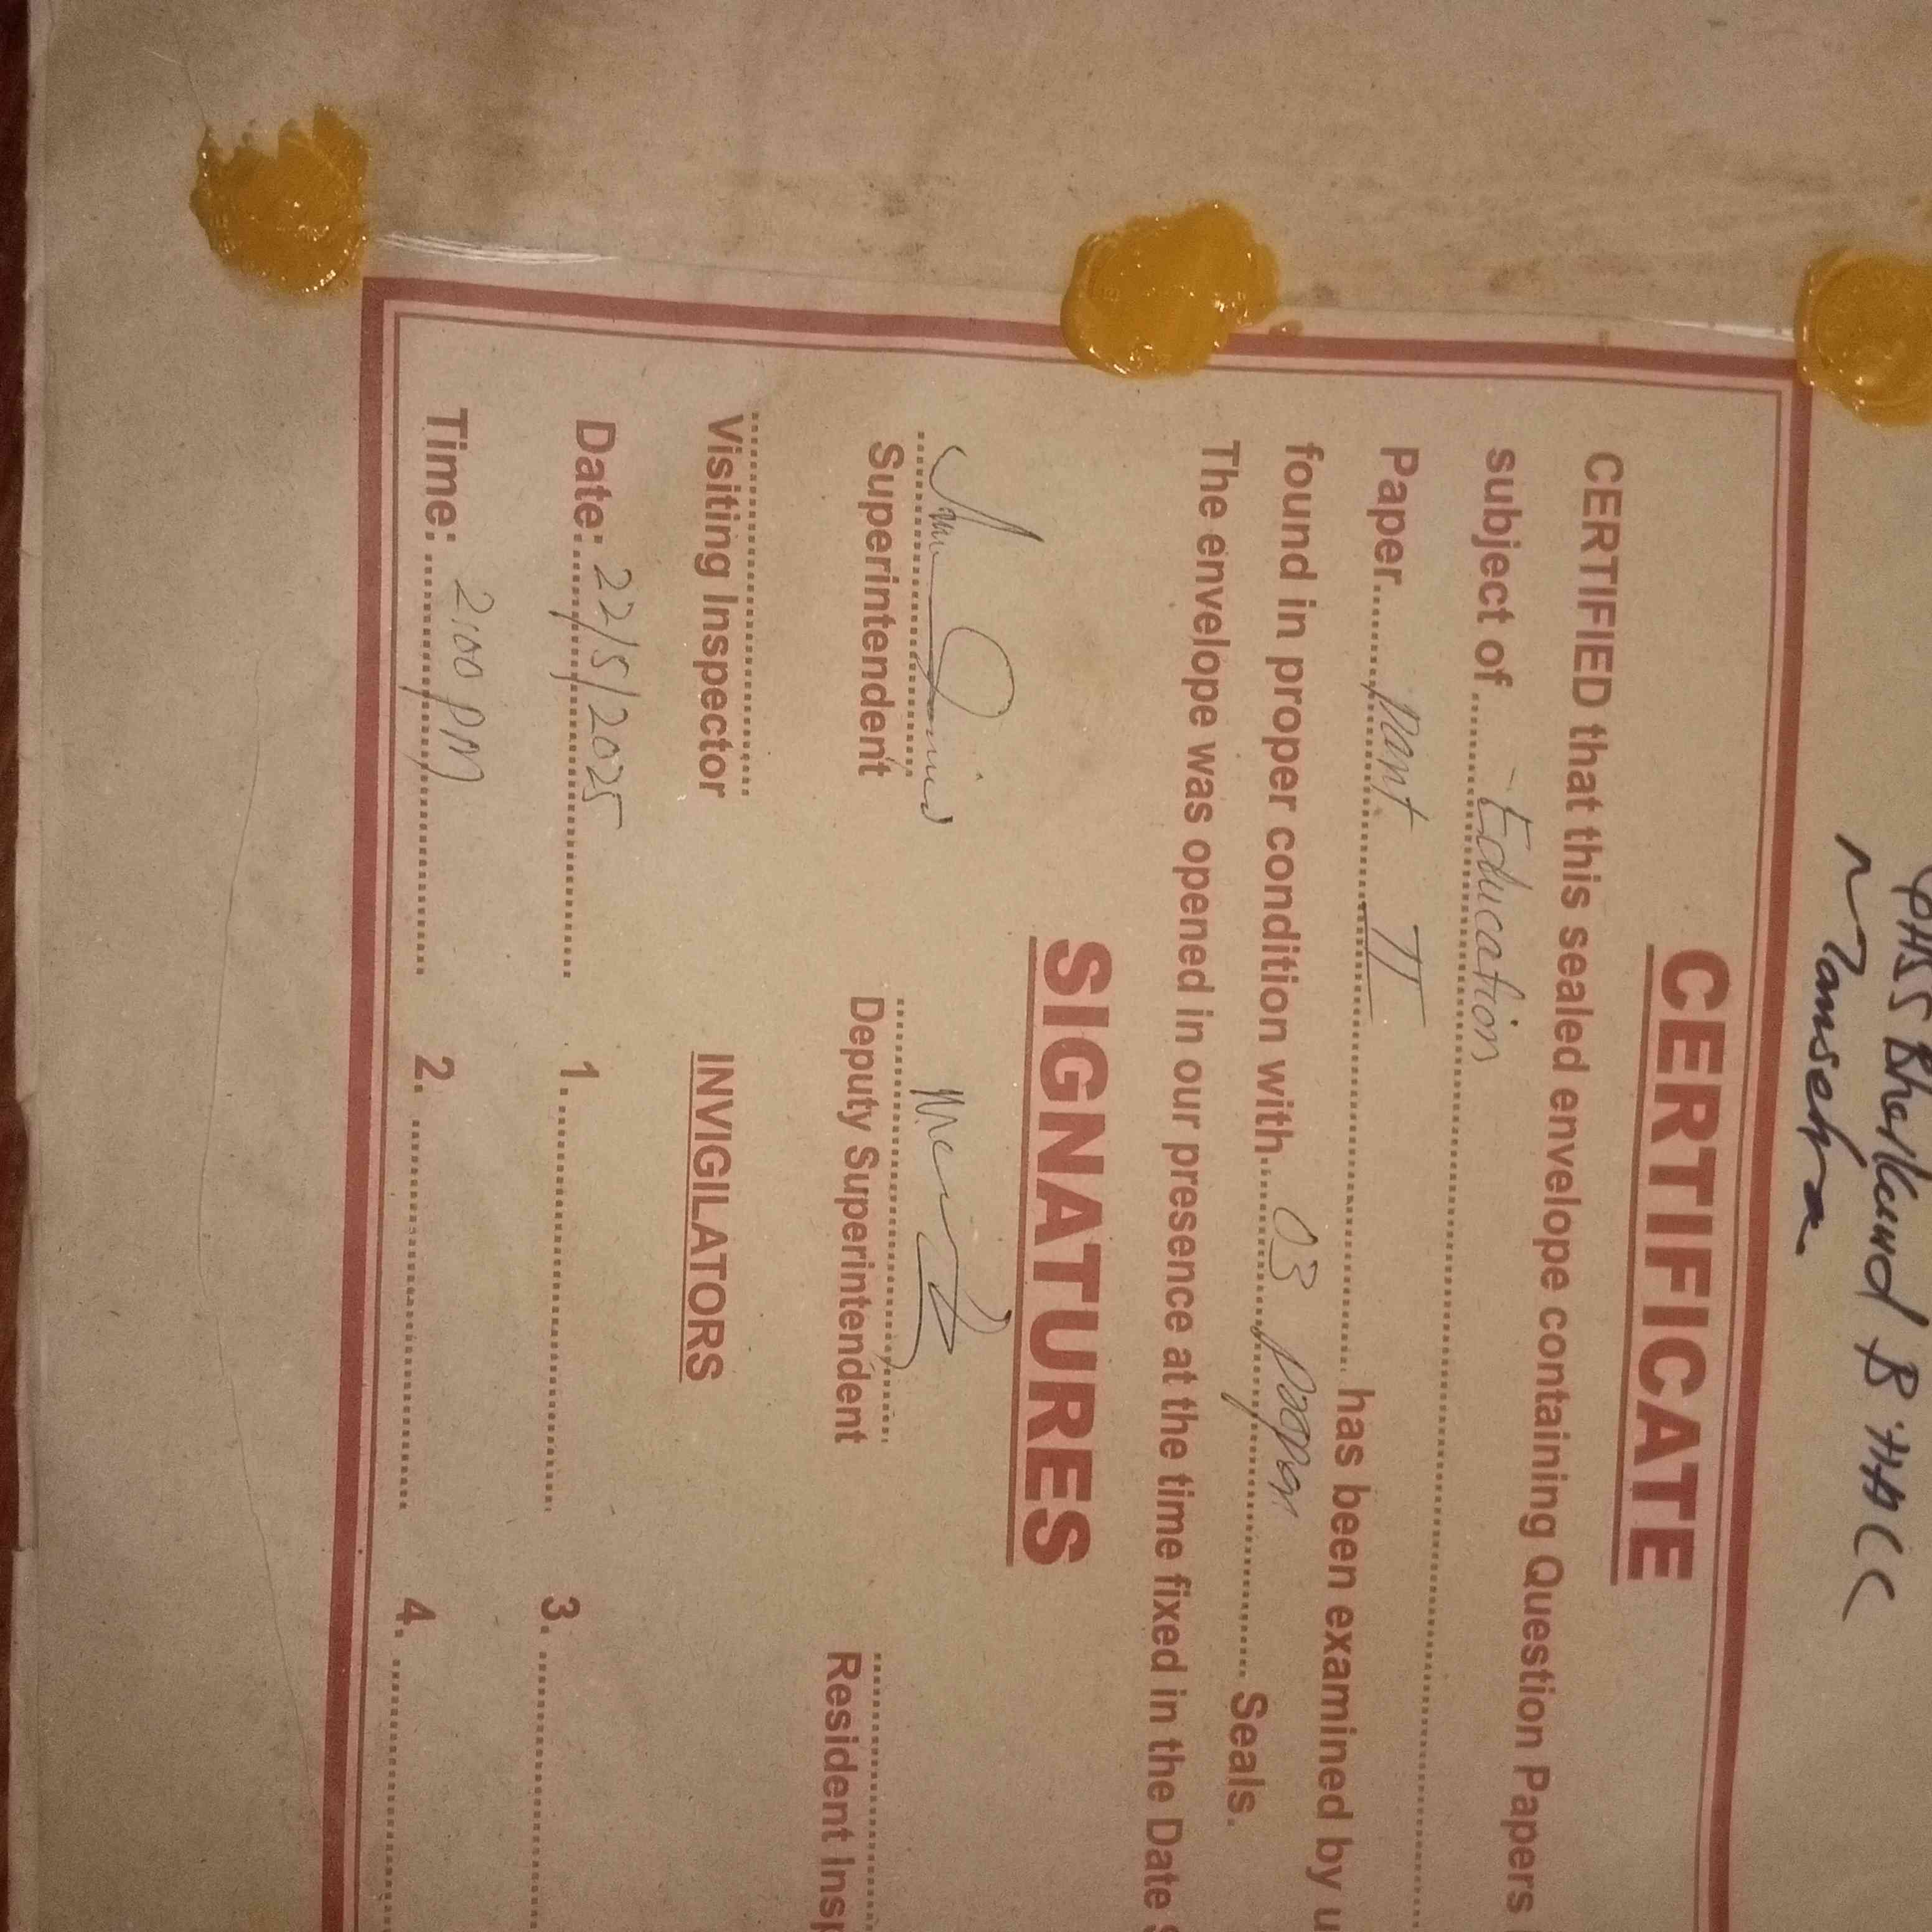 GHSS Bherkund B HACC
Mansehra
CERTIFICATE
CERTIFIED that this sealed envelope containing Question Papers
subject of ..... Education
Paper..... Part II ..... has been examined by u
found in proper condition with..... 03 paper ..... Seals.
The envelope was opened in our presence at the time fixed in the Date S
SIGNATURES
Superintendent Deputy Superintendent Resident Insp
Visiting Inspector INVIGILATORS
Date: 22/5/2025 1. 3.
Time: 2:00 PM 2. 4.